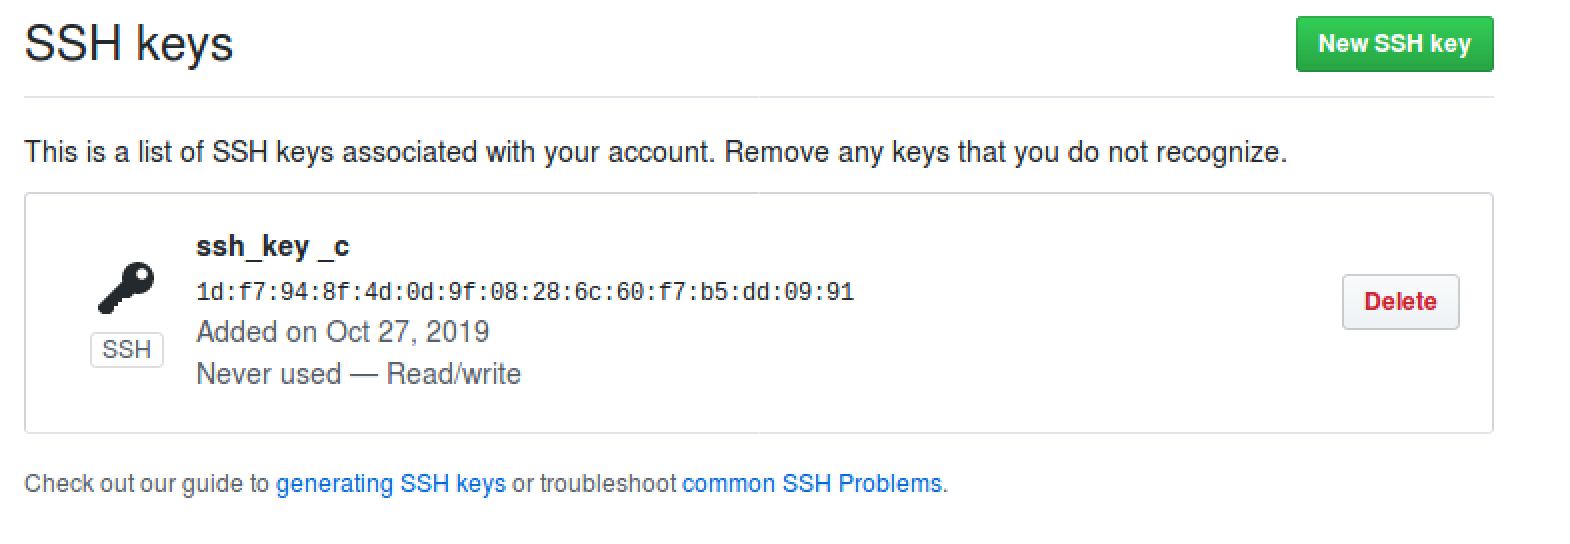 SSH keys
New SSH key
This is a list of SSH keys associated with your account. Remove any keys that you do not recognize.
ssh_key _c
1d:f7:94:8f:4d:0d:9f:08:28:6c:60:f7:b5:dd:09:91
Added on Oct 27, 2019
Never used — Read/write
SSH
Delete
Check out our guide to generating SSH keys or troubleshoot common SSH Problems.